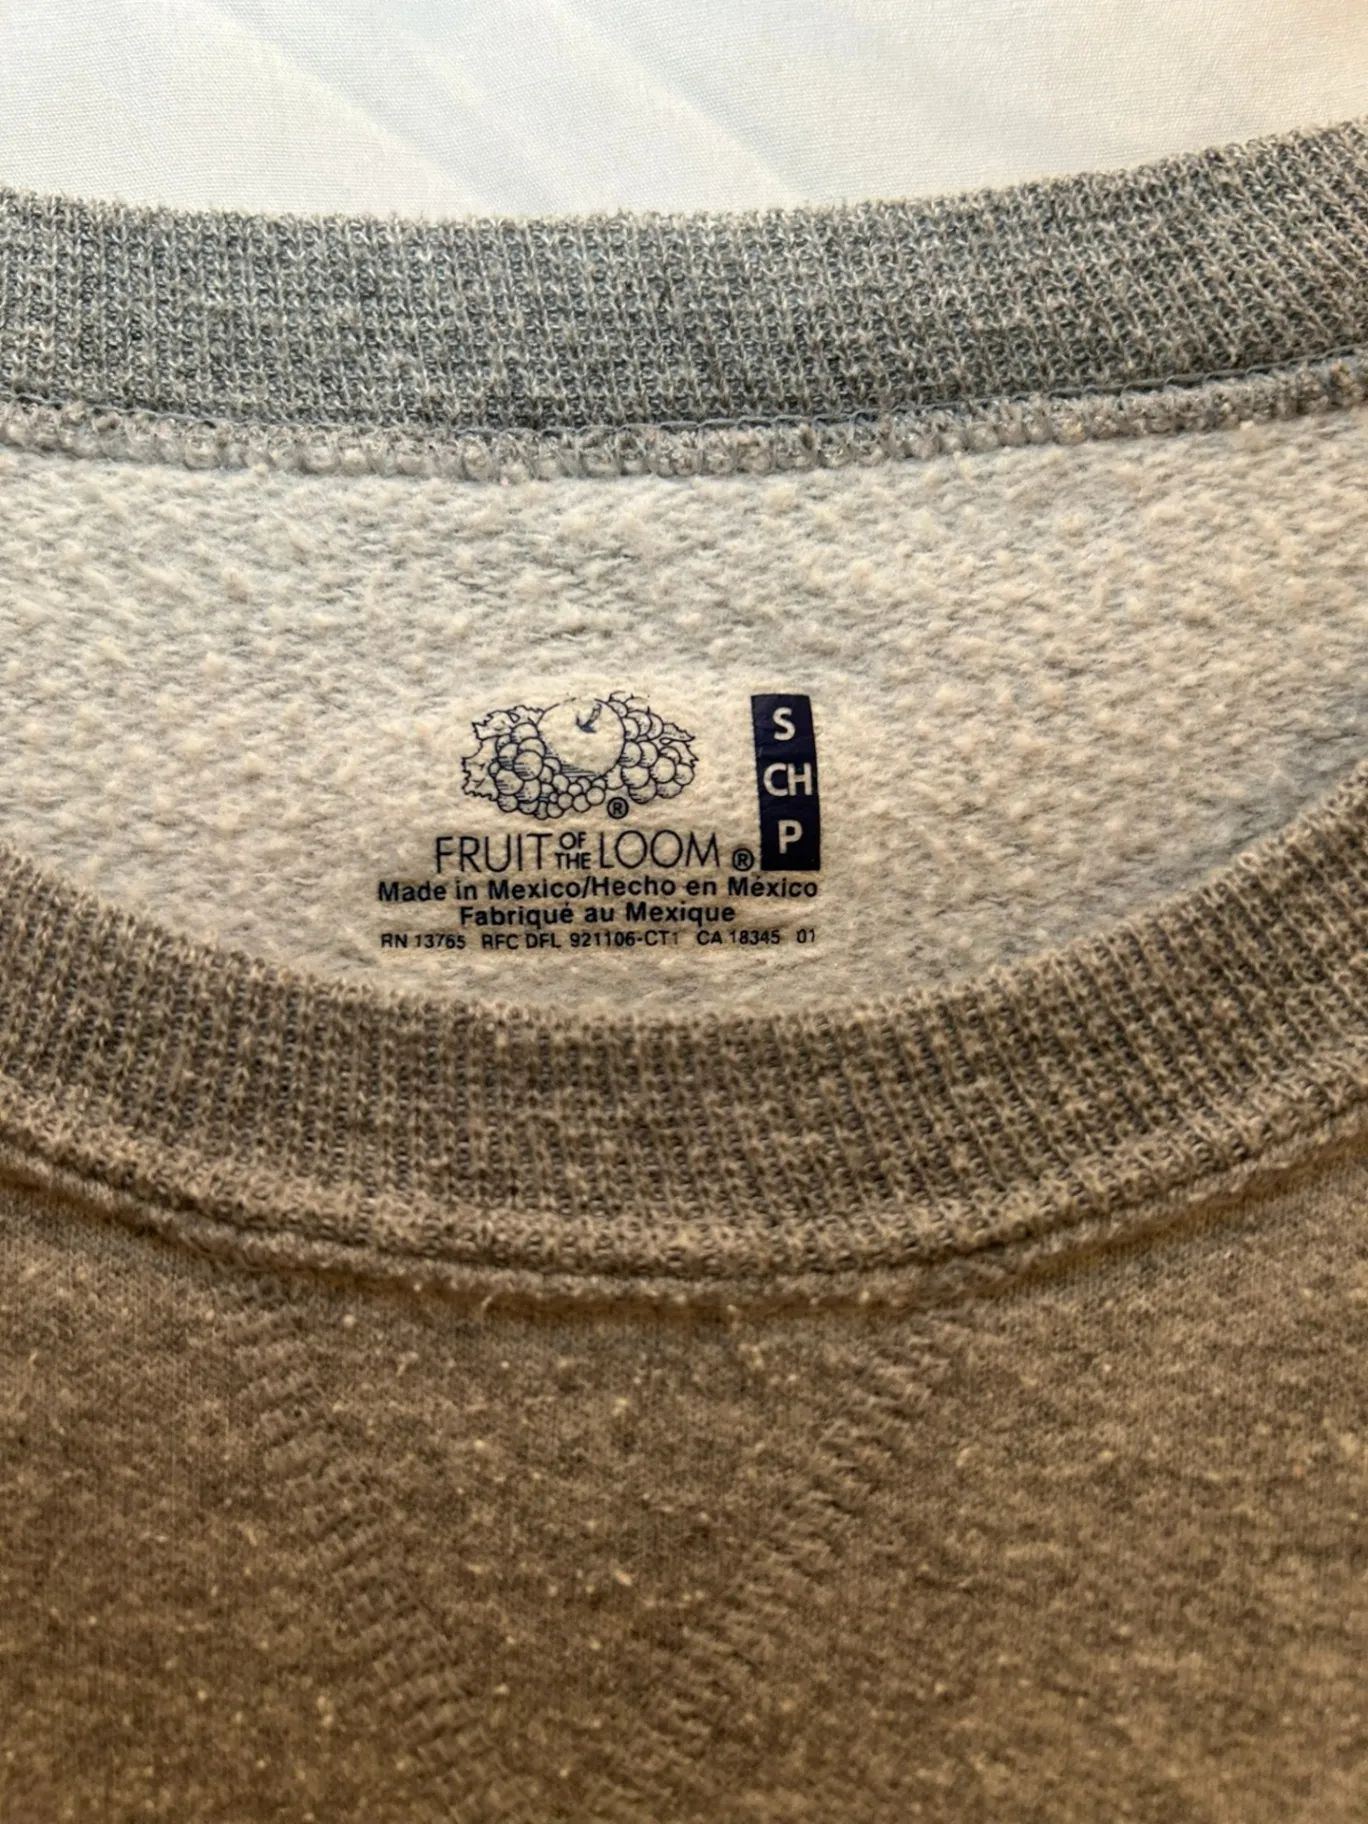 S
CH
P
®
FRUIT OF THE LOOM ®
Made in Mexico/Hecho en México
Fabriqué au Mexique
RN 13765 RFC DFL 921106-CT1 CA 18345 01